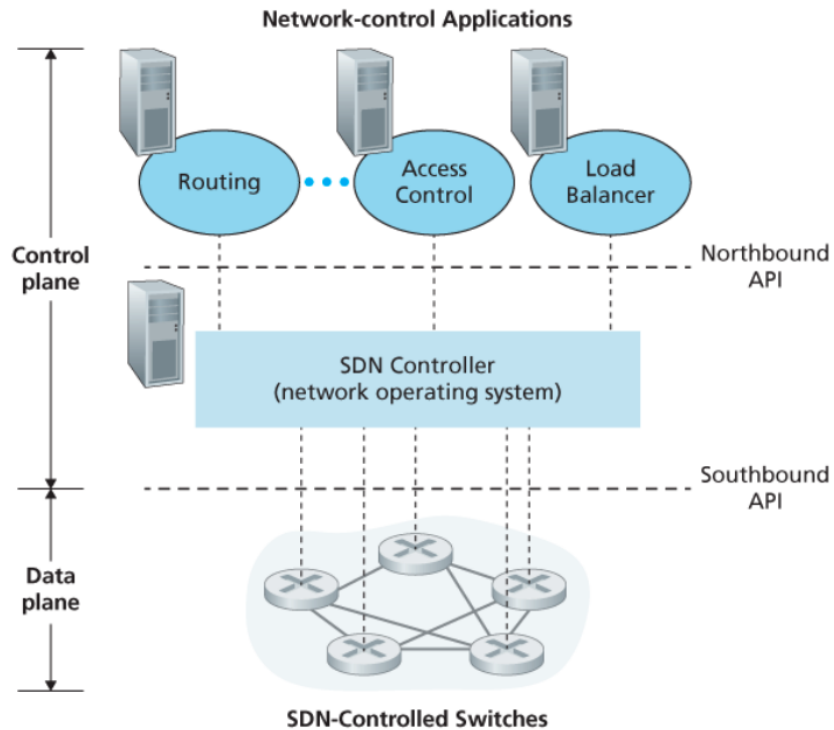 Network-control Applications
Routing
Access
Control
Load
Balancer
Control
plane
Northbound
API
SDN Controller
(network operating system)
Southbound
API
Data
plane
SDN-Controlled Switches